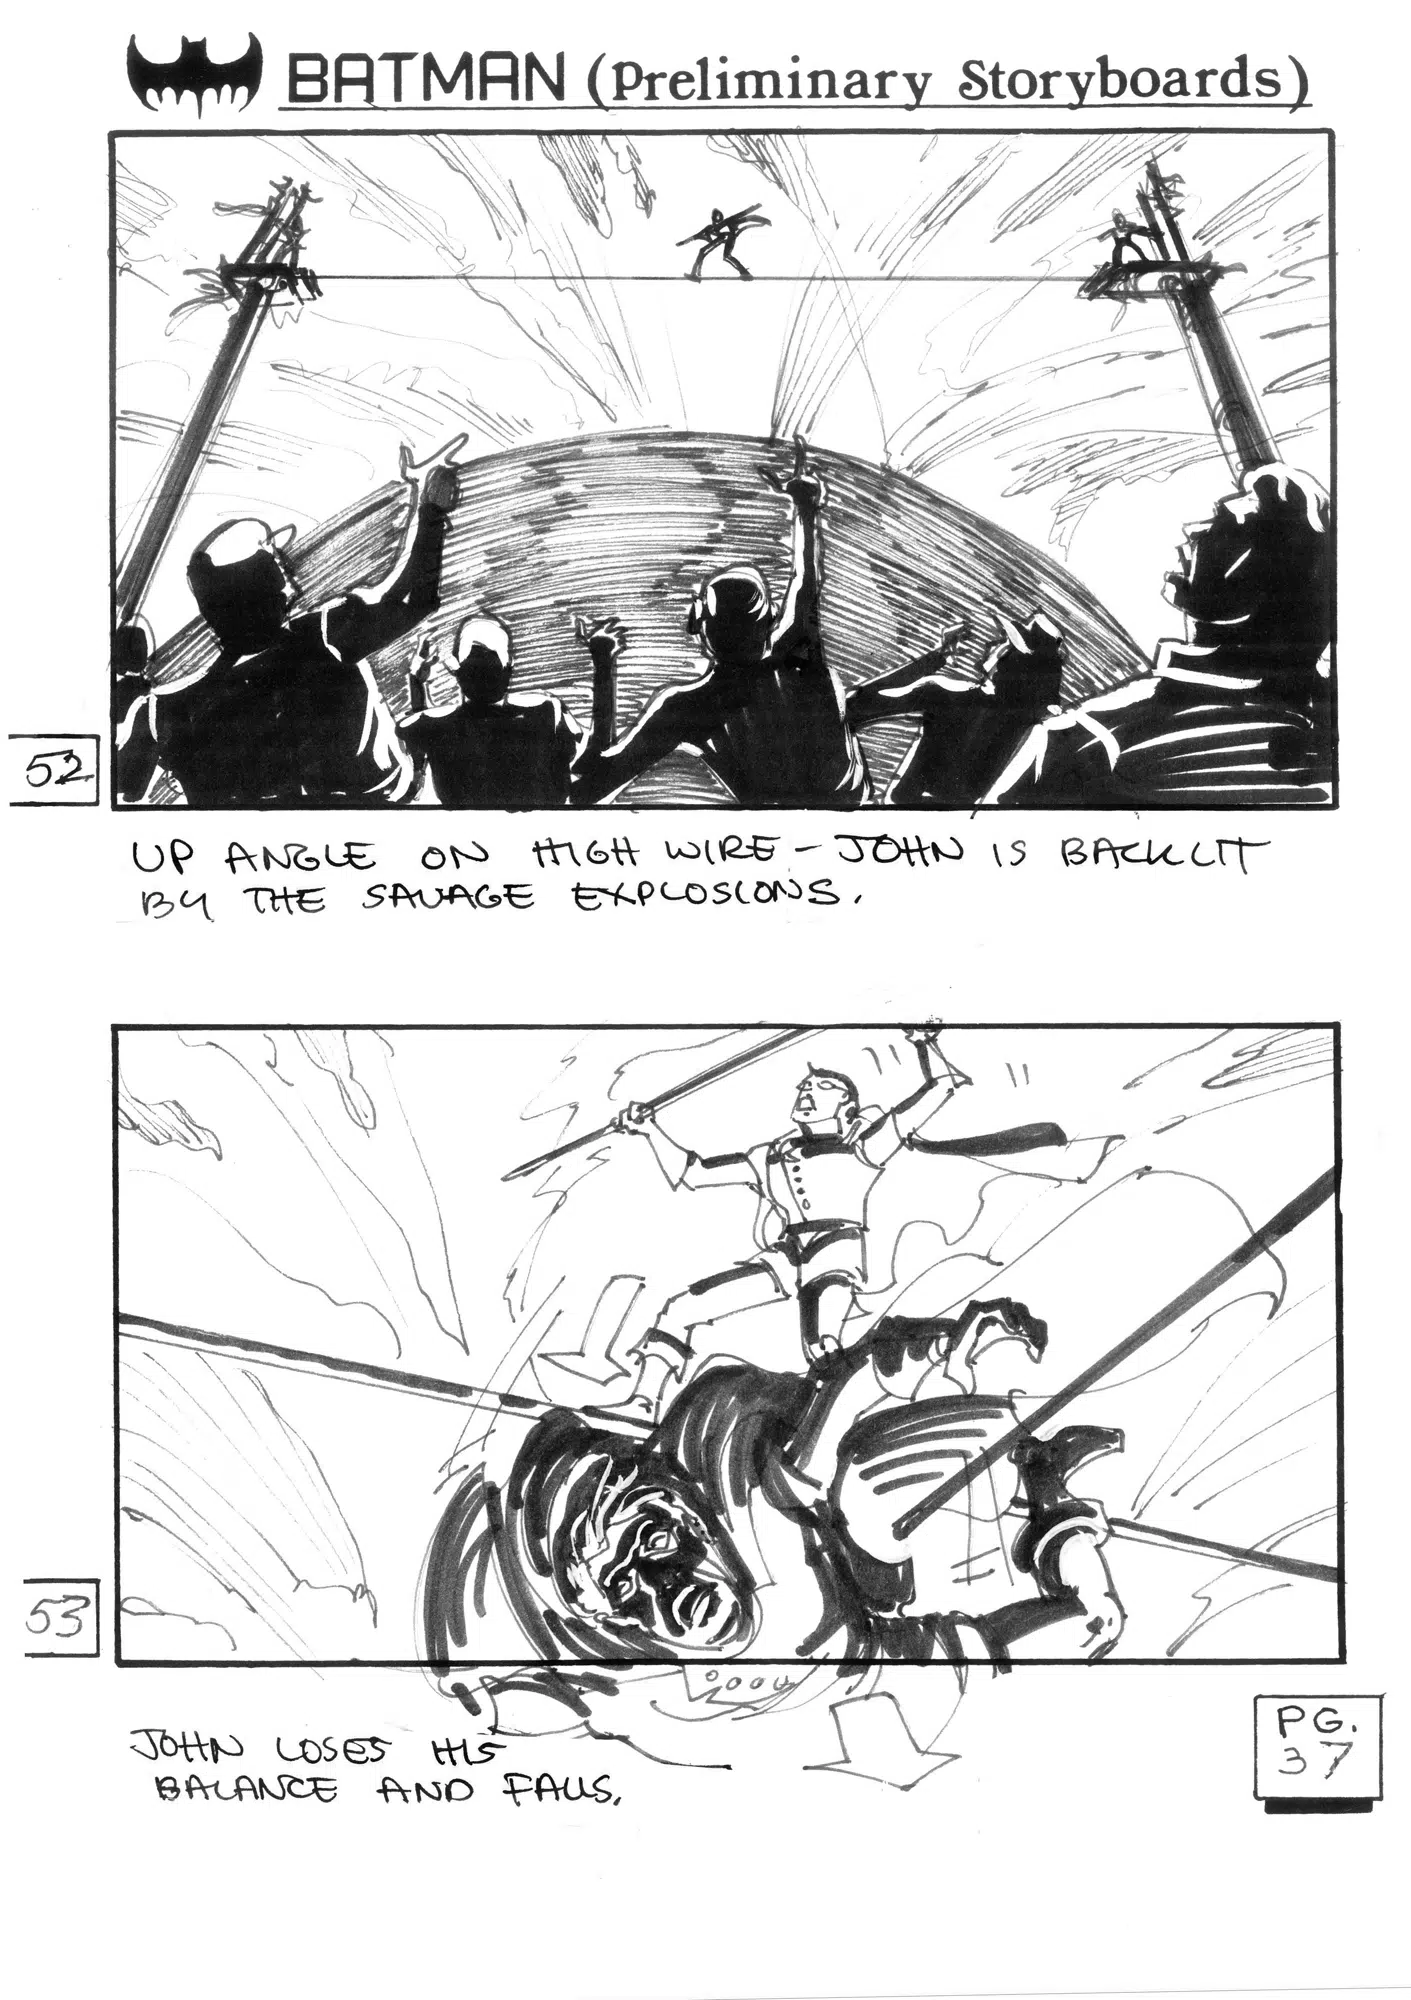 BATMAN (Preliminary Storyboards)
52
UP ANGLE ON HIGH WIRE – JOHN IS BACKLIT
BY THE SAVAGE EXPLOSIONS.
53
JOHN LOSES HIS
BALANCE AND FALLS.
PG.
37